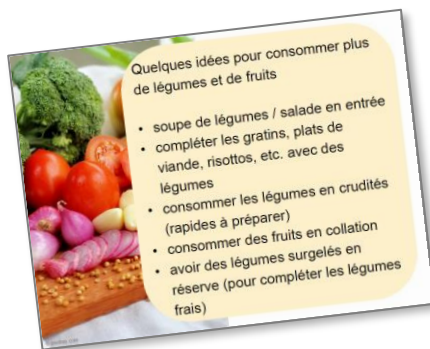 Quelques idées pour consommer plus
de légumes et de fruits
• soupe de légumes / salade en entrée
• compléter les gratins, plats de
viande, risottos, etc. avec des
légumes
• consommer les légumes en crudités
(rapides à préparer)
• consommer des fruits en collation
• avoir des légumes surgelés en
réserve (pour compléter les légumes
frais)